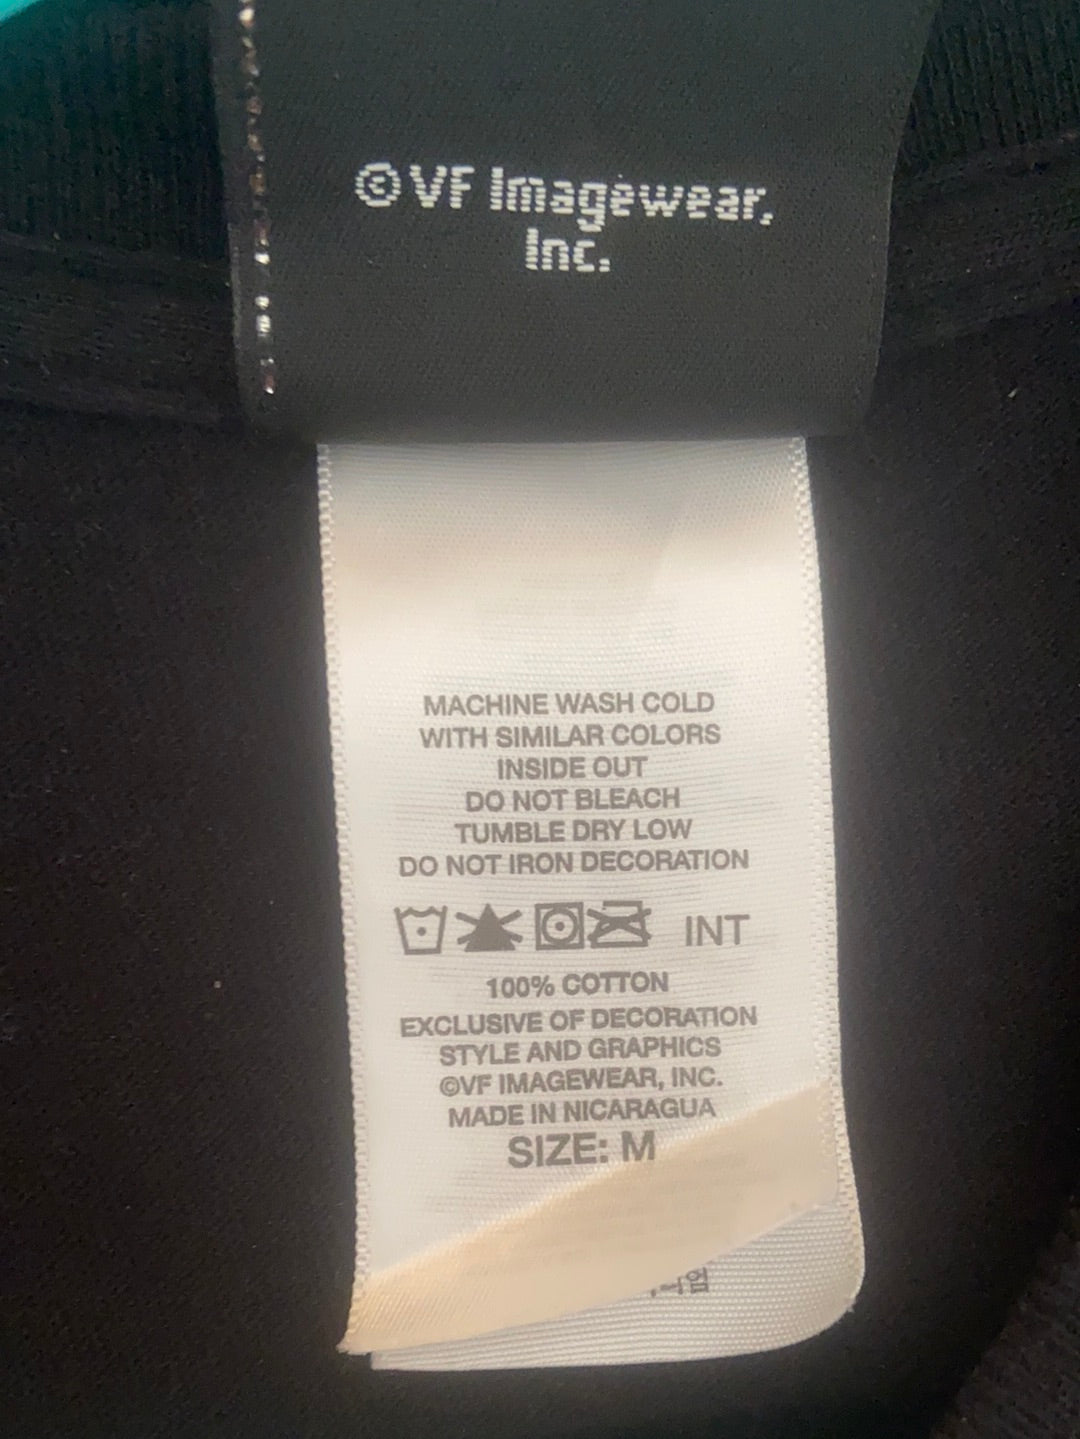 ©VF Imagewear,
Inc.
MACHINE WASH COLD
WITH SIMILAR COLORS
INSIDE OUT
DO NOT BLEACH
TUMBLE DRY LOW
DO NOT IRON DECORATION
INT
100% COTTON
EXCLUSIVE OF DECORATION
STYLE AND GRAPHICS
©VF IMAGEWEAR, INC.
MADE IN NICARAGUA
SIZE: M